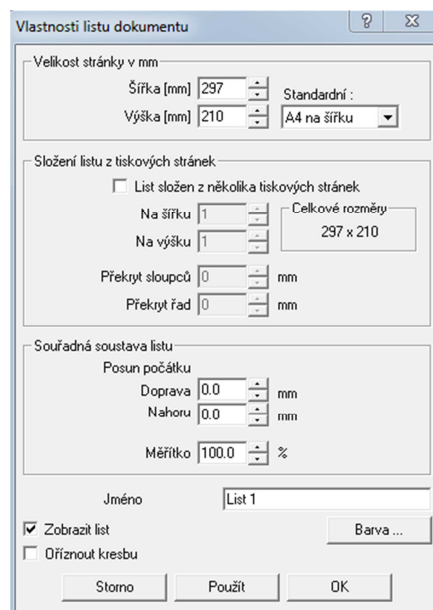 Vlastnosti listu dokumentu
Velikost stránky v mm
Šířka [mm] 297
Standardní :
Výška [mm] 210
A4 na šířku
Složení listu z tiskových stránek
List složen z několika tiskových stránek
Na šířku 1
Celkové rozměry
Na výšku 1
297 x 210
Překryt sloupců 0 mm
Překryt řad 0 mm
Souřadná soustava listu
Posun počátku
Doprava 0.0 mm
Nahoru 0.0 mm
Měřítko 100.0 %
Jméno List 1
Zobrazit list
Barva ...
Oříznout kresbu
Storno Použít OK